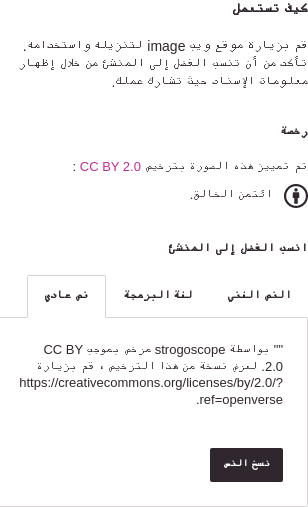 كيف تستعمل
قم بزيارة موقع ويب image لتنزيله واستخدامه.
تأكد من أن تنسب الفضل إلى المنشئ من خلال إظهار
معلومات الإسناد حيث تشارك عملك.
رخصة
تم تمييز هذه الصورة بترخيص CC BY 2.0 :
ائتمن الخالق.
انسب الفضل إلى المنشئ
النص الغني لغة البرمجة نص عادي
"" بواسطة strogoscope مرخص بموجب CC BY
2.0. لعرض نسخة من هذا الترخيص ، قم بزيارة
https://creativecommons.org/licenses/by/2.0/?
ref=openverse.
نسخ النص